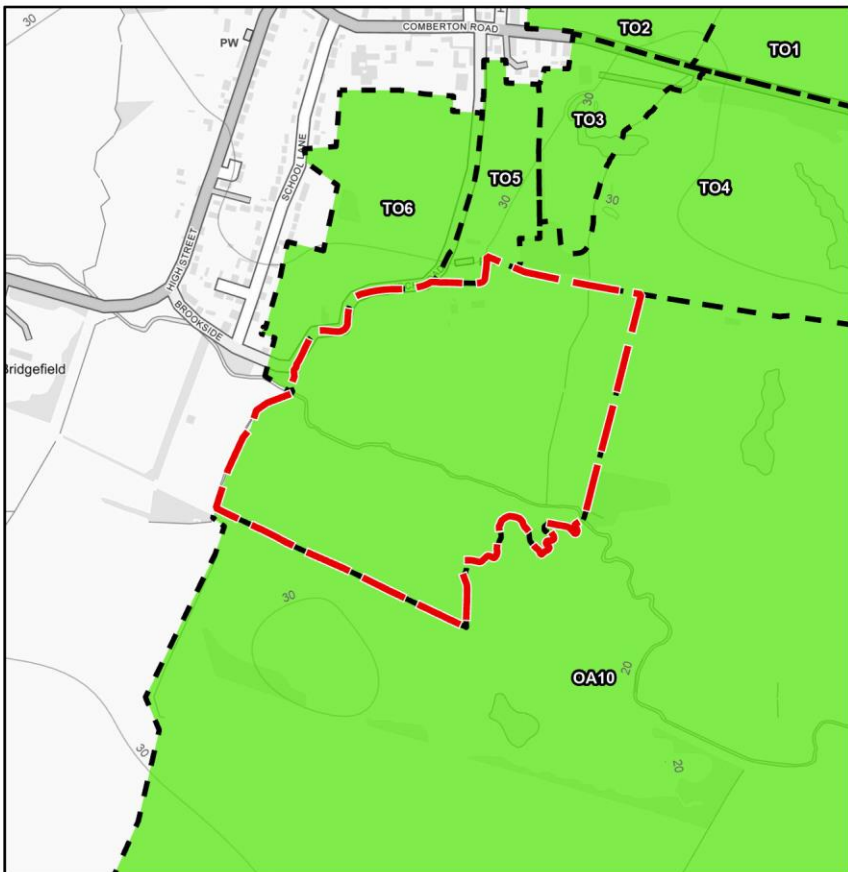 30
COMBERTON ROAD
H
TO2
TO1
PW
30
TO3
SCHOOL LANE
TO5
TO4
TO6
30
30
HIGH STREET
BROOKSIDE
Bridgefield
30
20
OA10
30
20